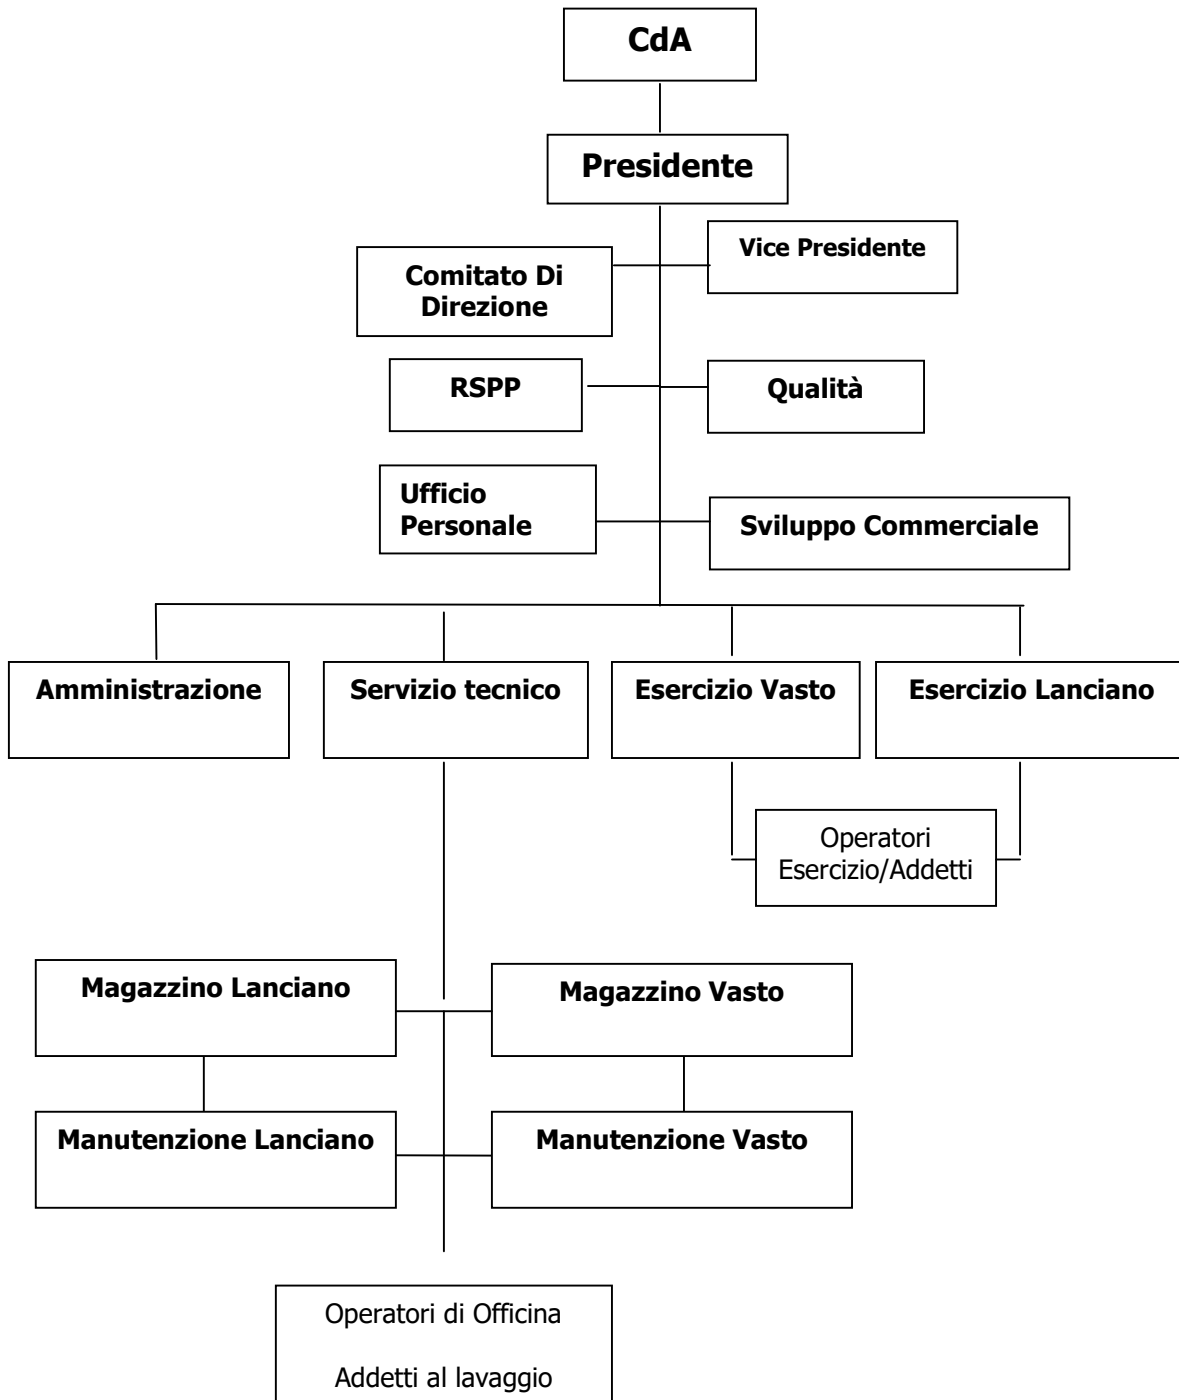 CdA
Presidente
Vice Presidente
Comitato Di
Direzione
RSPP
Qualità
Ufficio
Personale
Sviluppo Commerciale
Amministrazione
Servizio tecnico
Esercizio Vasto
Esercizio Lanciano
Operatori
Esercizio/Addetti
Magazzino Lanciano
Magazzino Vasto
Manutenzione Lanciano
Manutenzione Vasto
Operatori di Officina
Addetti al lavaggio